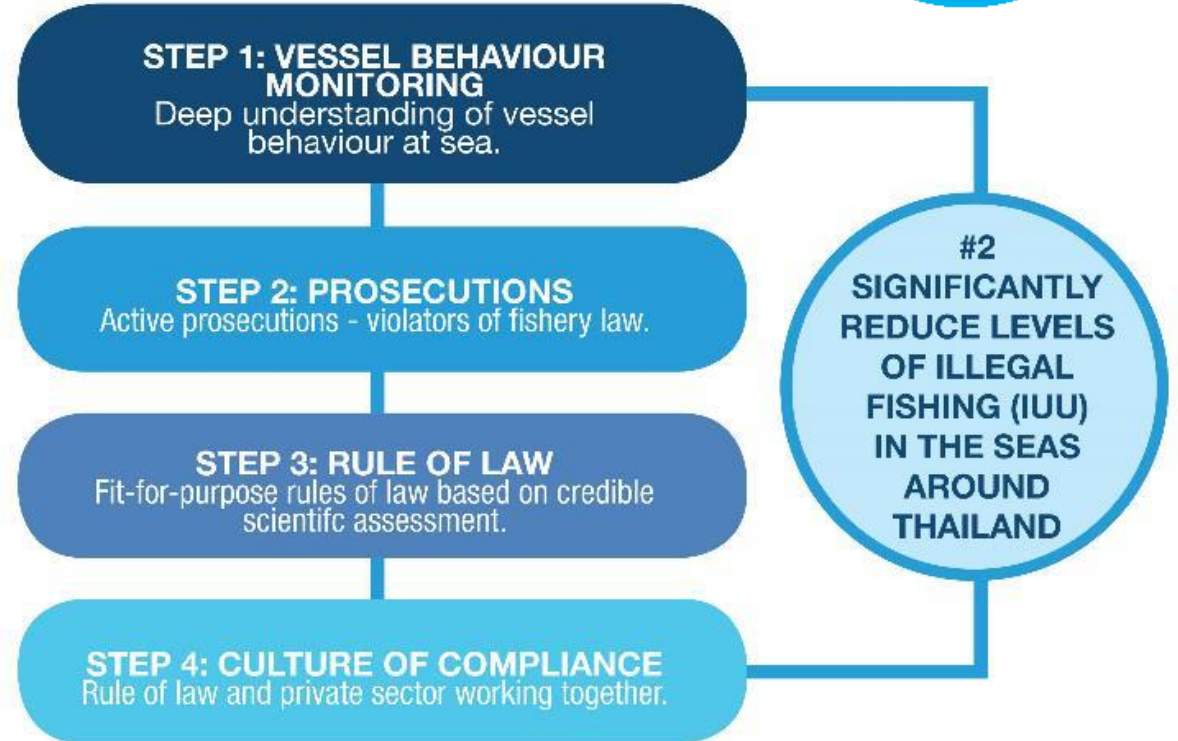 STEP 1: VESSEL BEHAVIOUR
MONITORING
Deep understanding of vessel
behaviour at sea.
STEP 2: PROSECUTIONS
Active prosecutions - violators of fishery law.
STEP 3: RULE OF LAW
Fit-for-purpose rules of law based on credible
scientifc assessment.
STEP 4: CULTURE OF COMPLIANCE
Rule of law and private sector working together.
#2
SIGNIFICANTLY
REDUCE LEVELS
OF ILLEGAL
FISHING (IUU)
IN THE SEAS
AROUND
THAILAND